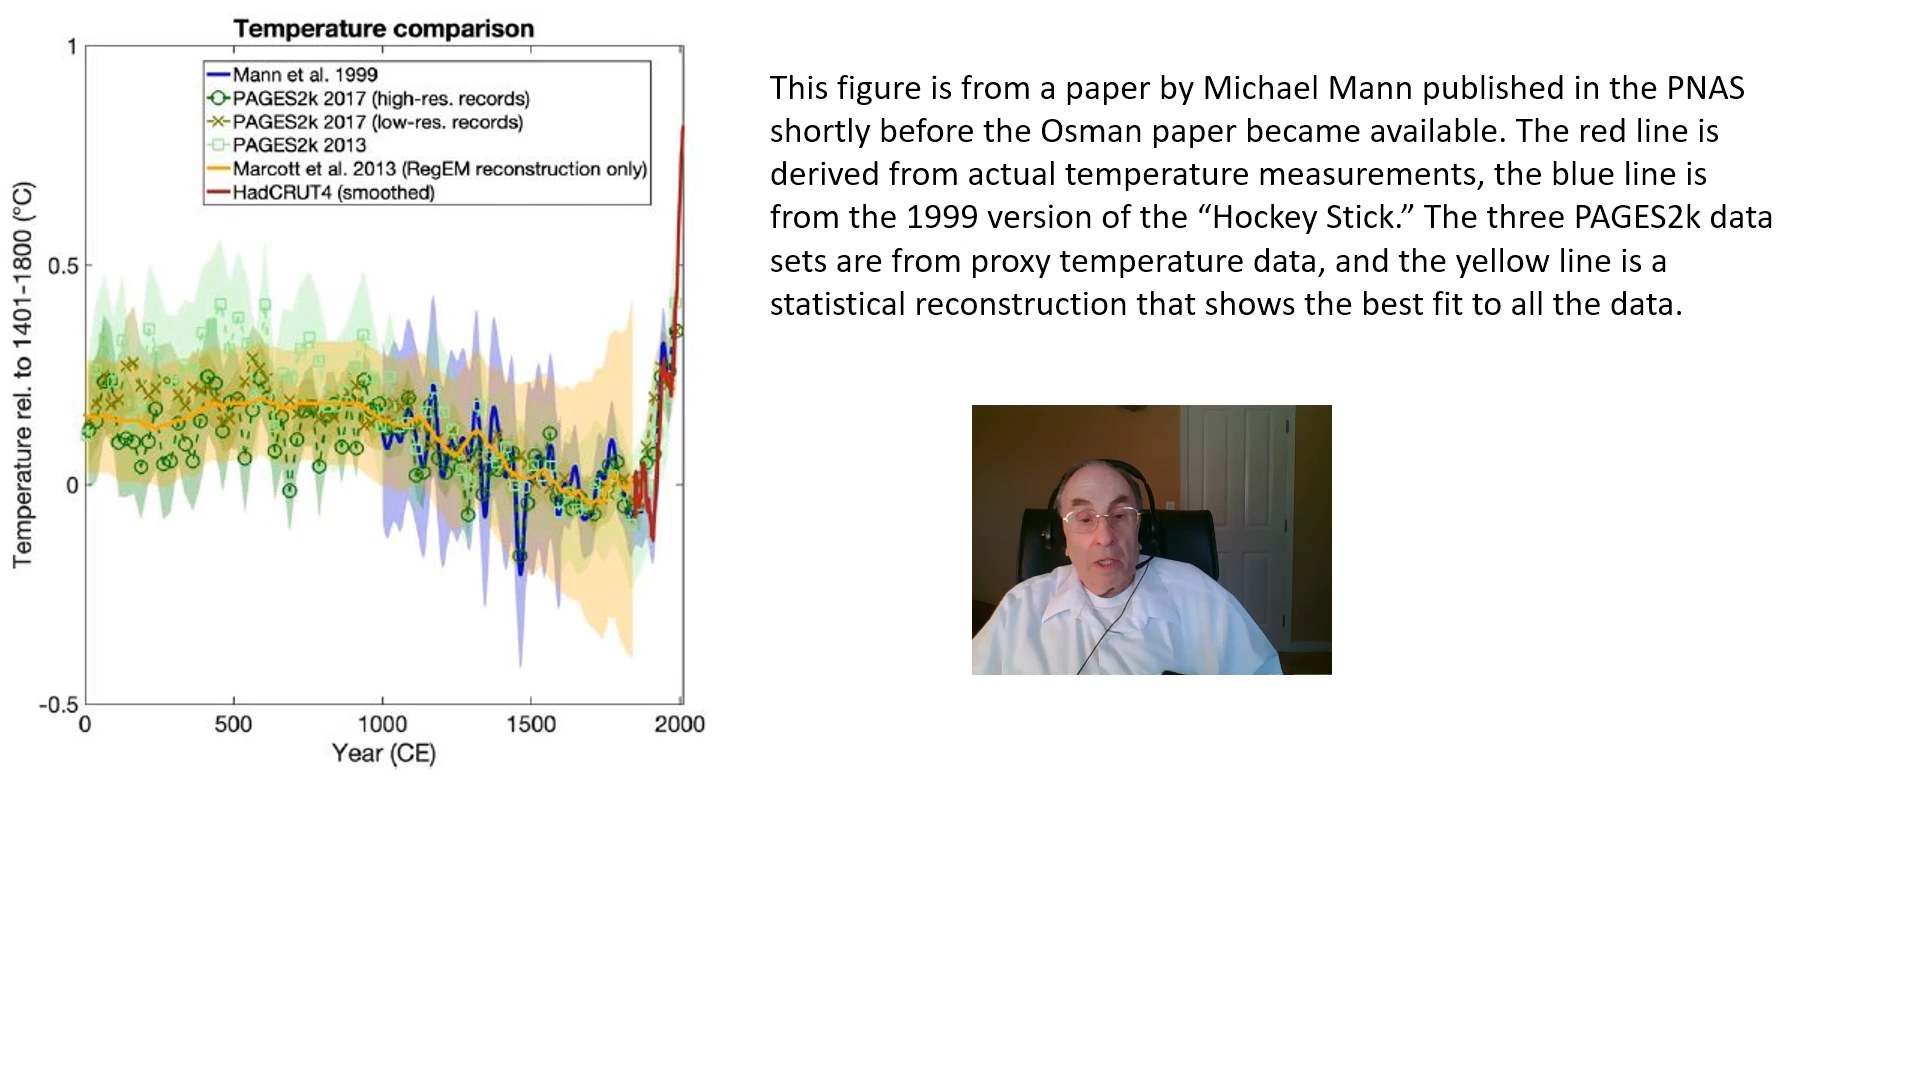 Temperature comparison
1
Mann et al. 1999
PAGES2k 2017 (high-res. records)
PAGES2k 2017 (low-res. records)
PAGES2k 2013
Marcott et al. 2013 (RegEM reconstruction only)
HadCRUT4 (smoothed)
Temperature rel. to 1401-1800 (°C)
0.5
0
-0.5
0 500 1000 1500 2000
Year (CE)
This figure is from a paper by Michael Mann published in the PNAS
shortly before the Osman paper became available. The red line is
derived from actual temperature measurements, the blue line is
from the 1999 version of the “Hockey Stick.” The three PAGES2k data
sets are from proxy temperature data, and the yellow line is a
statistical reconstruction that shows the best fit to all the data.